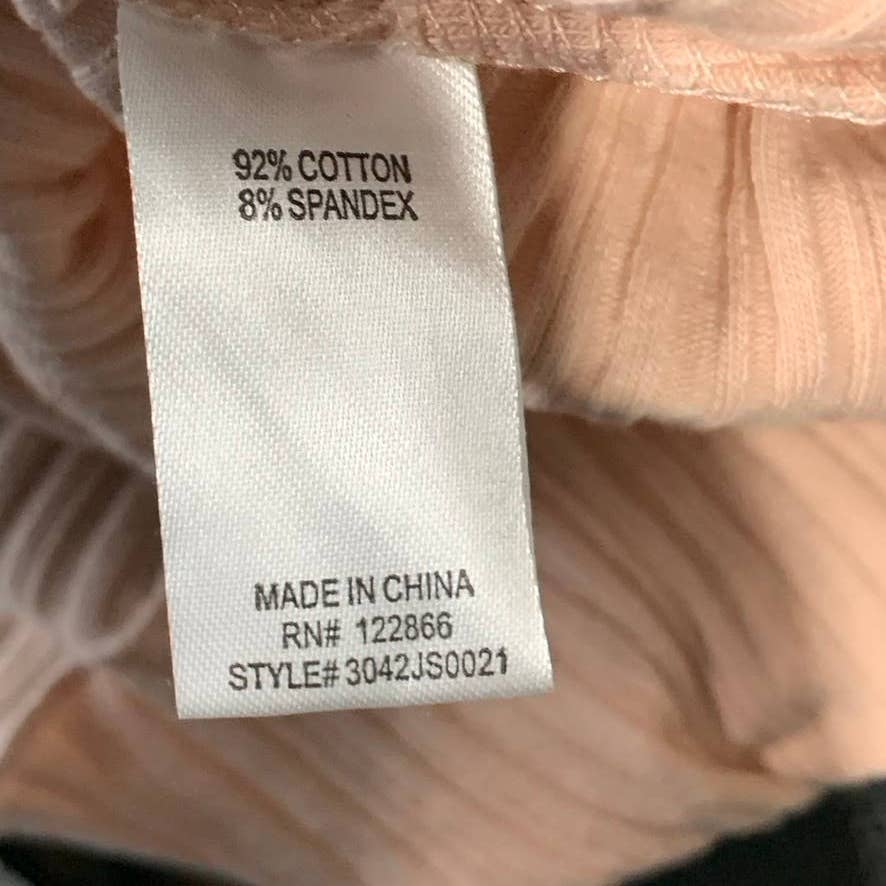 92% COTTON
8% SPANDEX
MADE IN CHINA
RN# 122866
STYLE# 3042JS0021